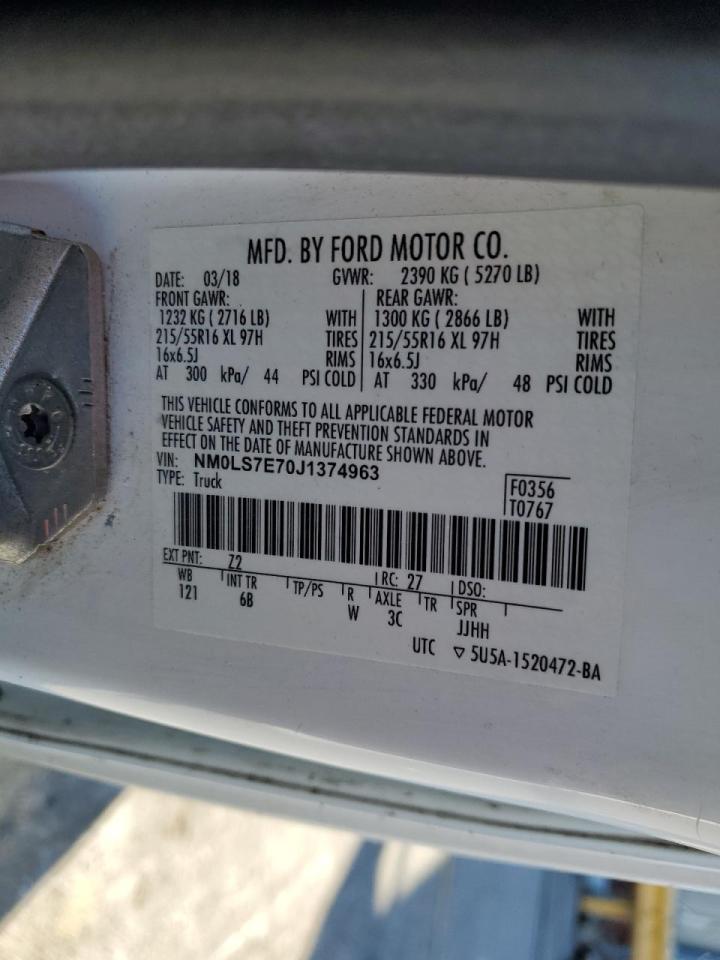 MFD. BY FORD MOTOR CO.
DATE: 03/18 GVWR: 2390 KG ( 5270 LB)
FRONT GAWR: REAR GAWR:
1232 KG ( 2716 LB) WITH 1300 KG ( 2866 LB) WITH
215/55R16 XL 97H TIRES 215/55R16 XL 97H TIRES
16x6.5J RIMS 16x6.5J RIMS
AT 300 kPa/ 44 PSI COLD AT 330 kPa/ 48 PSI COLD
THIS VEHICLE CONFORMS TO ALL APPLICABLE FEDERAL MOTOR
VEHICLE SAFETY AND THEFT PREVENTION STANDARDS IN
EFFECT ON THE DATE OF MANUFACTURE SHOWN ABOVE.
VIN: NM0LS7E70J1374963
TYPE: Truck
F0356
T0767
EXT PNT: Z2 RC: 27 DSO:
WB INT TR TP/PS R AXLE TR SPR
121 6B W 3C JJHH
UTC ▽ 5U5A-1520472-BA